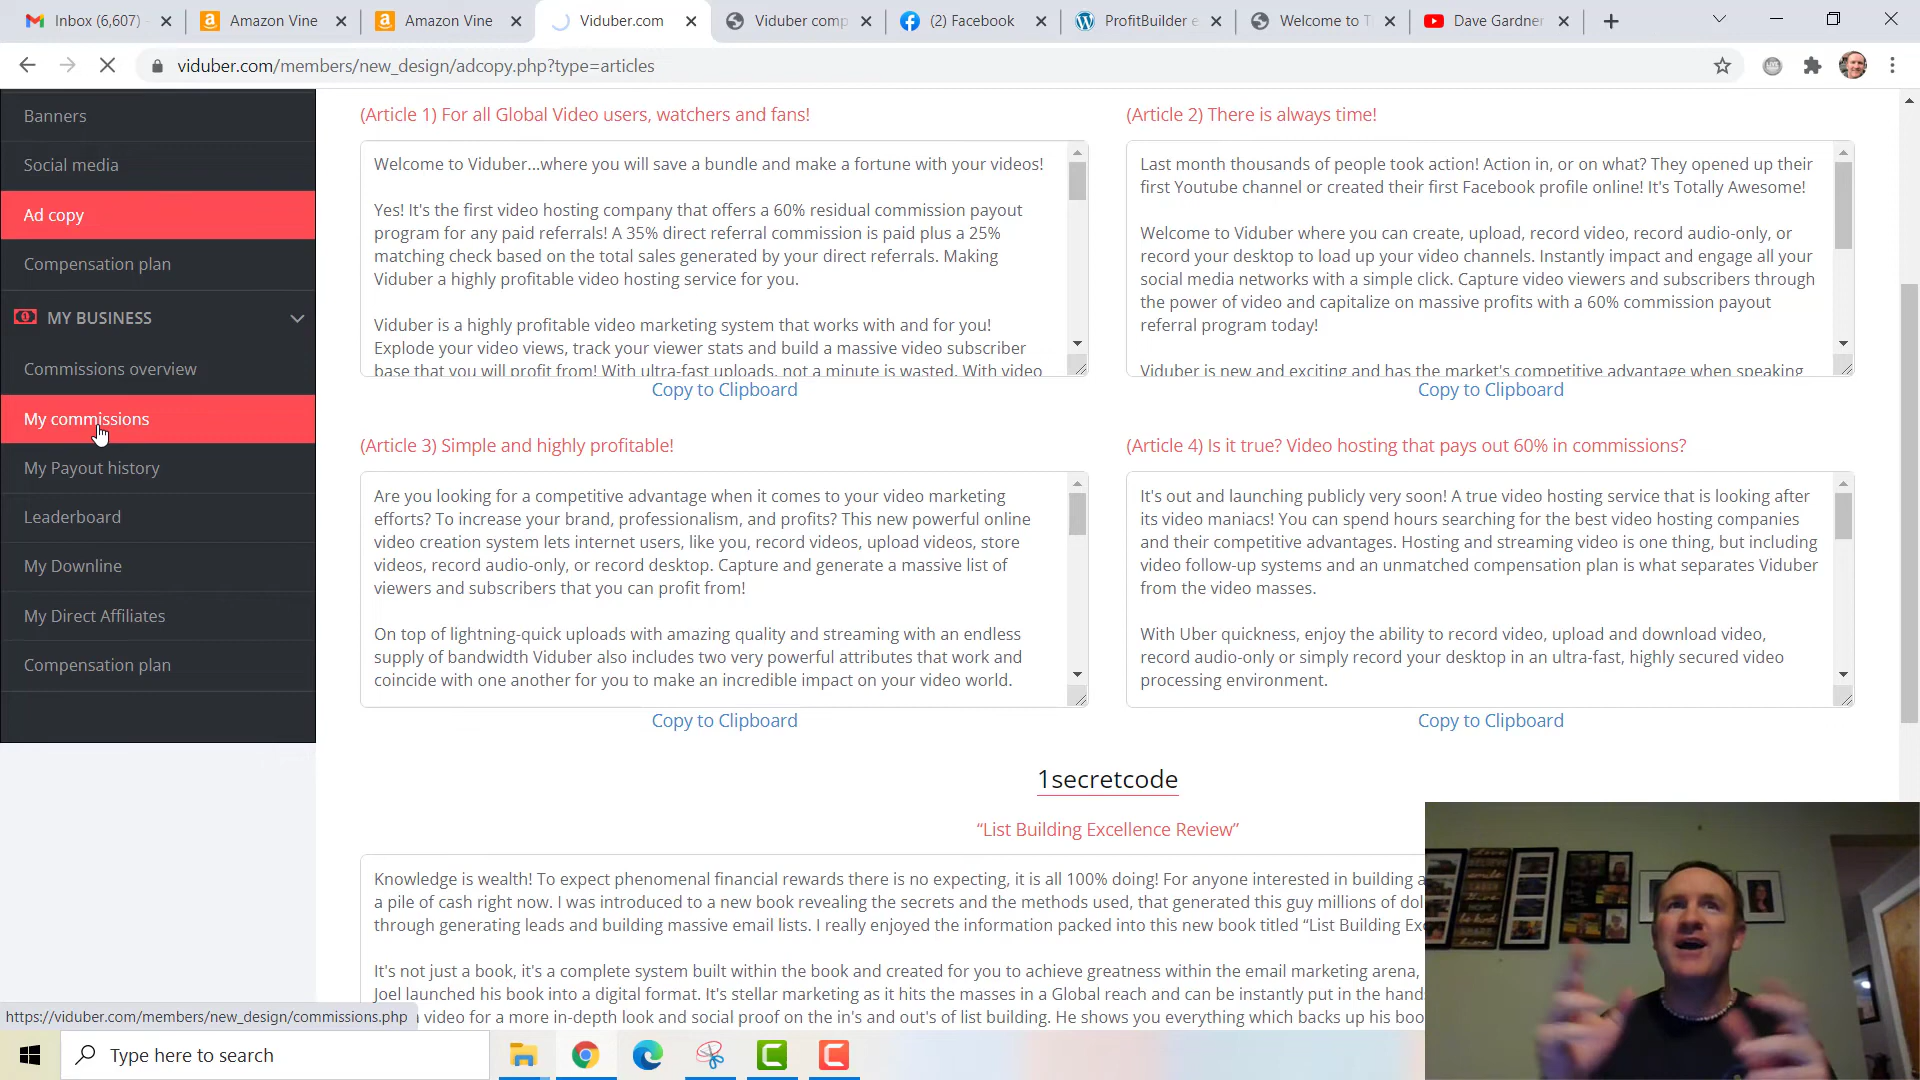 Inbox (6,607)
Amazon Vine
Amazon Vine
Viduber.com
Viduber comp
(2) Facebook
ProfitBuilder e
Welcome to T
Dave Gardner
viduber.com/members/new_design/adcopy.php?type=articles
Banners
Social media
Ad copy
Compensation plan
MY BUSINESS
Commissions overview
My commissions
My Payout history
Leaderboard
My Downline
My Direct Affiliates
Compensation plan
(Article 1) For all Global Video users, watchers and fans!
Welcome to Viduber...where you will save a bundle and make a fortune with your videos!
Yes! It's the first video hosting company that offers a 60% residual commission payout
program for any paid referrals! A 35% direct referral commission is paid plus a 25%
matching check based on the total sales generated by your direct referrals. Making
Viduber a highly profitable video hosting service for you.
Viduber is a highly profitable video marketing system that works with and for you!
Explode your video views, track your viewer stats and build a massive video subscriber
base that you will profit from! With ultra-fast uploads, not a minute is wasted. With video
Copy to Clipboard
(Article 2) There is always time!
Last month thousands of people took action! Action in, or on what? They opened up their
first Youtube channel or created their first Facebook profile online! It's Totally Awesome!
Welcome to Viduber where you can create, upload, record video, record audio-only, or
record your desktop to load up your video channels. Instantly impact and engage all your
social media networks with a simple click. Capture video viewers and subscribers through
the power of video and capitalize on massive profits with a 60% commission payout
referral program today!
Viduber is new and exciting and has the market's competitive advantage when speaking
Copy to Clipboard
(Article 3) Simple and highly profitable!
Are you looking for a competitive advantage when it comes to your video marketing
efforts? To increase your brand, professionalism, and profits? This new powerful online
video creation system lets internet users, like you, record videos, upload videos, store
videos, record audio-only, or record desktop. Capture and generate a massive list of
viewers and subscribers that you can profit from!
On top of lightning-quick uploads with amazing quality and streaming with an endless
supply of bandwidth Viduber also includes two very powerful attributes that work and
coincide with one another for you to make an incredible impact on your video world.
Copy to Clipboard
(Article 4) Is it true? Video hosting that pays out 60% in commissions?
It's out and launching publicly very soon! A true video hosting service that is looking after
its video maniacs! You can spend hours searching for the best video hosting companies
and their competitive advantages. Hosting and streaming video is one thing, but including
video follow-up systems and an unmatched compensation plan is what separates Viduber
from the video masses.
With Uber quickness, enjoy the ability to record video, upload and download video,
record audio-only or simply record your desktop in an ultra-fast, highly secured video
processing environment.
Copy to Clipboard
1secretcode
“List Building Excellence Review”
Knowledge is wealth! To expect phenomenal financial rewards there is no expecting, it is all 100% doing! For anyone interested in building a
a pile of cash right now. I was introduced to a new book revealing the secrets and the methods used, that generated this guy millions of dol
through generating leads and building massive email lists. I really enjoyed the information packed into this new book titled “List Building Ex
It's not just a book, it's a complete system built within the book and created for you to achieve greatness within the email marketing arena,
Joel launched his book into a digital format. It's stellar marketing as it hits the masses in a Global reach and can be instantly put in the hand
video for a more in-depth look and social proof on the in's and out's of list building. He shows you everything which backs up his boo
https://viduber.com/members/new_design/commissions.php
Type here to search